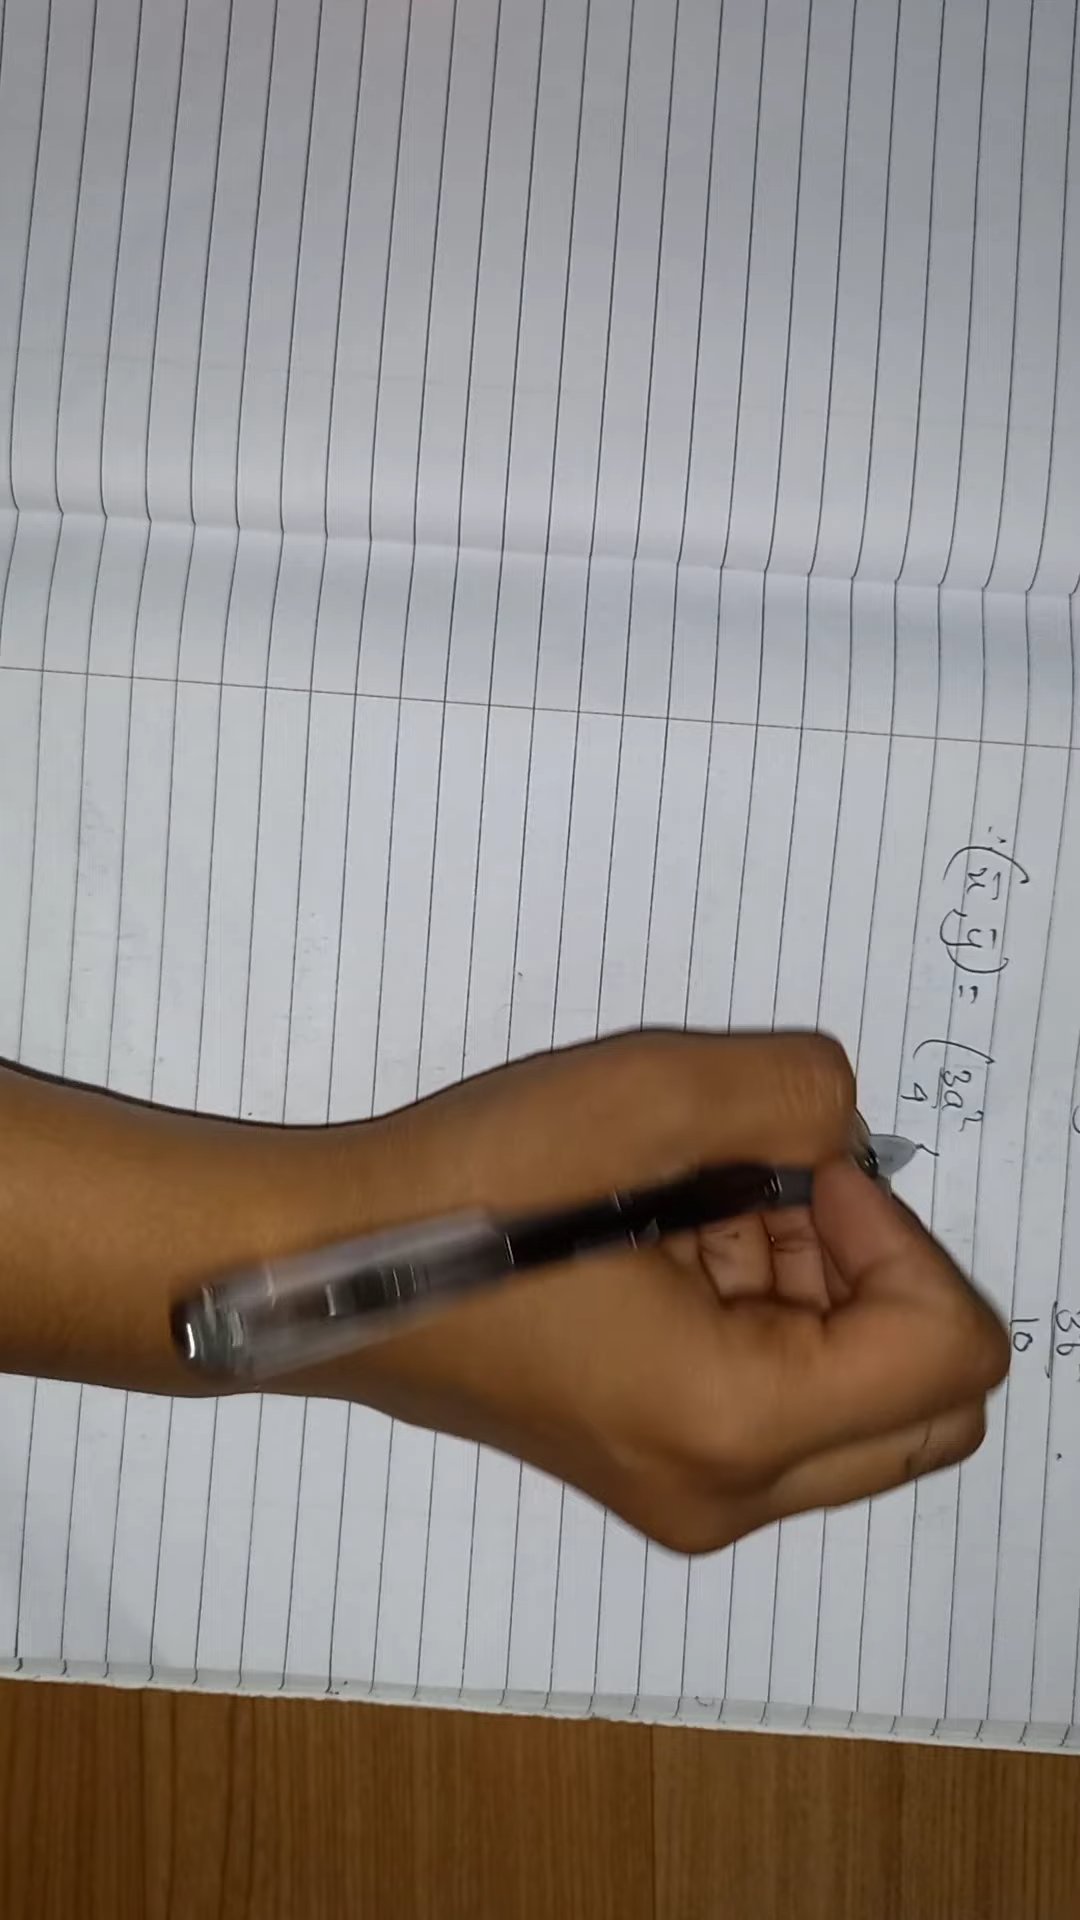 3b
10
∴ (x̄, ȳ) = (3a²/4,